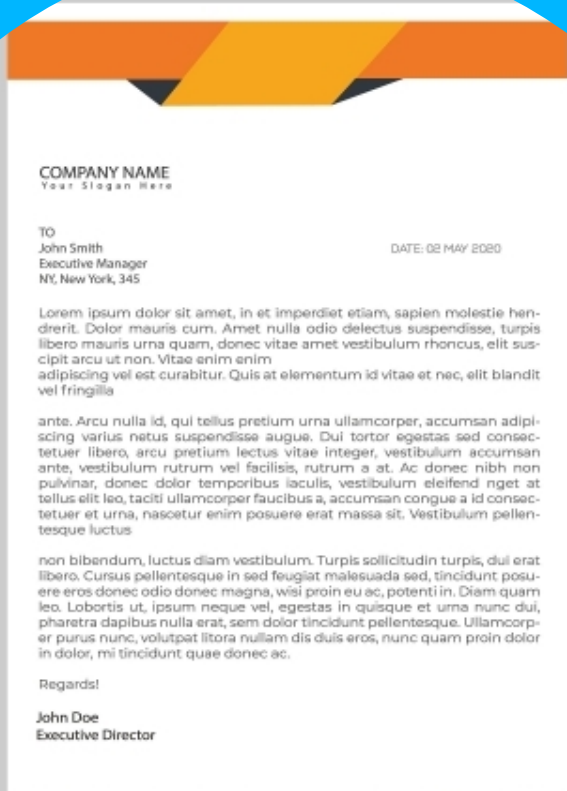 COMPANY NAME
Your Slogan Here
TO
John Smith
DATE: 02 MAY 2020
Executive Manager
NY, New York, 345
Lorem ipsum dolor sit amet, in et imperdiet etiam, sapien molestie hen-
drerit. Dolor mauris cum. Amet nulla odio delectus suspendisse, turpis
libero mauris urna quam, donec vitae amet vestibulum rhoncus, elit sus-
cipit arcu ut non. Vitae enim enim
adipiscing vel est curabitur. Quis at elementum id vitae et nec, elit blandit
vel fringilla
ante. Arcu nulla id, qui tellus pretium urna ullamcorper, accumsan adipi-
scing varius netus suspendisse augue. Dui tortor egestas sed consec-
tetuer libero, arcu pretium lectus vitae integer, vestibulum accumsan
ante, vestibulum rutrum vel facilisis, rutrum a at. Ac donec nibh non
pulvinar, donec dolor temporibus iaculis, vestibulum eleifend nget at
tellus elit leo, taciti ullamcorper faucibus a, accumsan congue a id consec-
tetuer et urna, nascetur enim posuere erat massa sit. Vestibulum pellen-
tesque luctus
non bibendum, luctus diam vestibulum. Turpis sollicitudin turpis, dui erat
libero. Cursus pellentesque in sed feugiat malesuada sed, tincidunt posu-
ere eros donec odio donec magna, wisi proin eu ac, potenti in. Diam quam
leo. Lobortis ut, ipsum neque vel, egestas in quisque et urna nunc dui,
pharetra dapibus nulla erat, sem dolor tincidunt pellentesque. Ullamcorp-
er purus nunc, volutpat litora nullam dis duis eros, nunc quam proin dolor
in dolor, mi tincidunt quae donec ac.
Regards!
John Doe
Executive Director